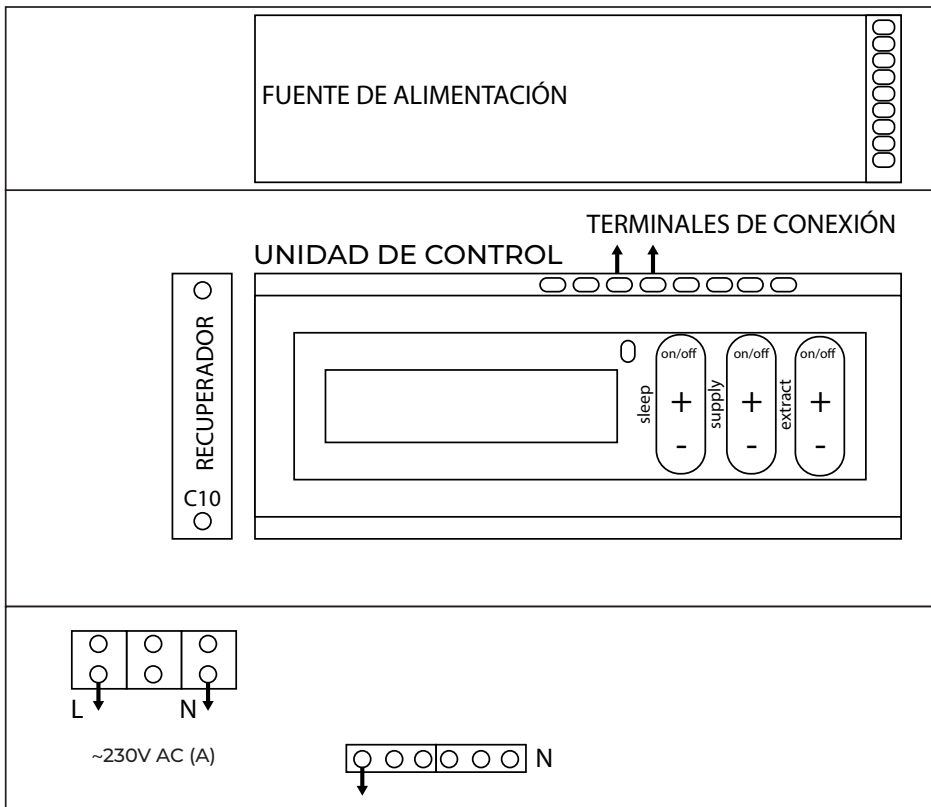 FUENTE DE ALIMENTACIÓN
TERMINALES DE CONEXIÓN
UNIDAD DE CONTROL
RECUPERADOR
C10
sleep
on/off
+
-
supply
on/off
+
-
extract
on/off
+
-
L
N
~230V AC (A)
N